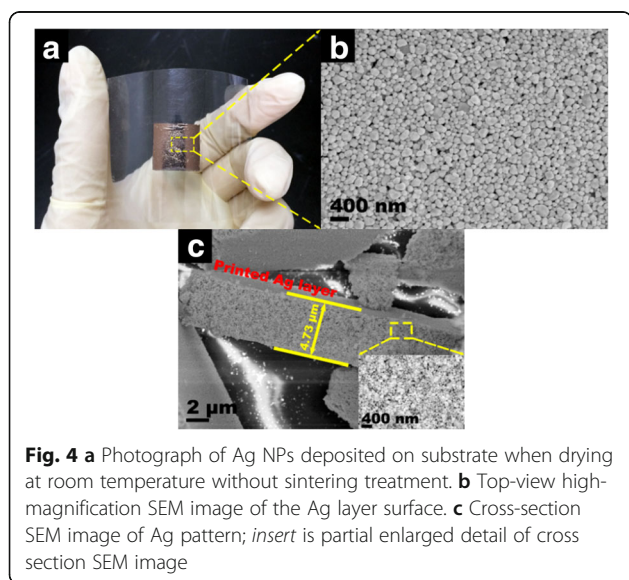 a
b
400 nm
c
Printed Ag layer
4.73 μm
2 μm
400 nm
Fig. 4 a Photograph of Ag NPs deposited on substrate when drying
at room temperature without sintering treatment. b Top-view high-
magnification SEM image of the Ag layer surface. c Cross-section
SEM image of Ag pattern; insert is partial enlarged detail of cross
section SEM image